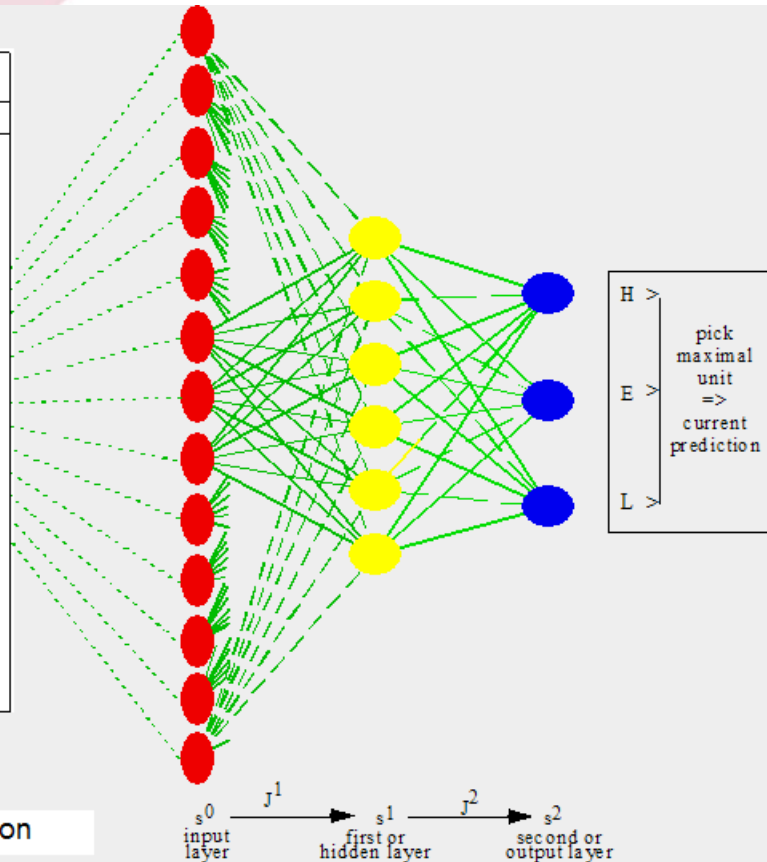 H >
pick
maximal
unit
E >
=>
current
prediction
L >
J1
J2
s0
s1
s2
input
layer
first or
hidden layer
second or
output layer
on